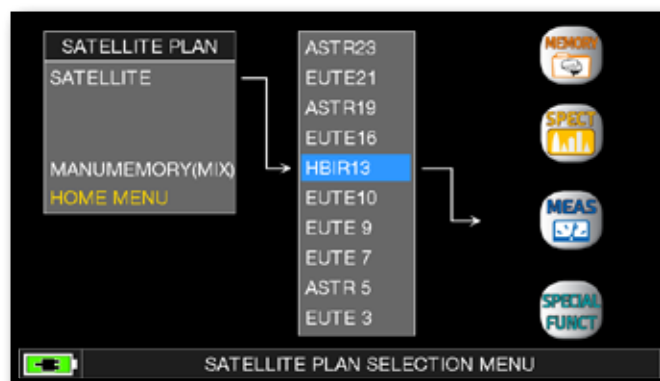 SATELLITE PLAN
SATELLITE
MANUMEMORY(MIX)
HOME MENU
ASTR23
EUTE21
ASTR19
EUTE16
HBIR13
EUTE10
EUTE 9
EUTE 7
ASTR 5
EUTE 3
MEMORY
SPECT
MEAS
SPECIAL
FUNCT
SATELLITE PLAN SELECTION MENU